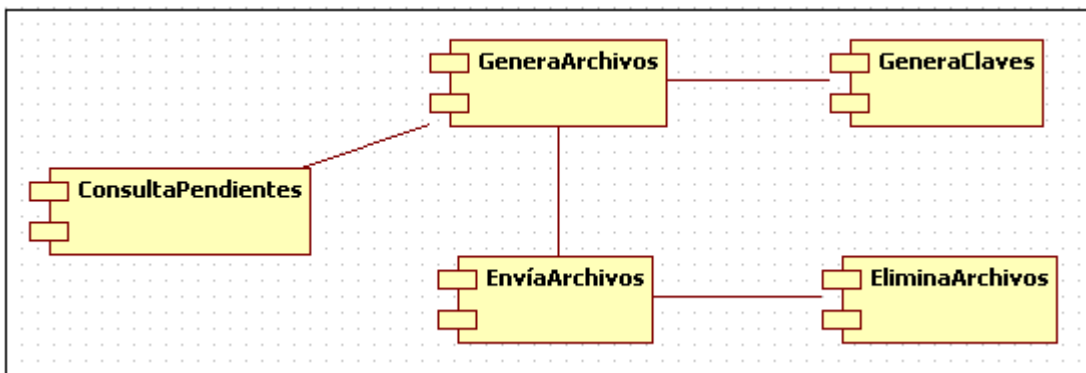 GeneraArchivos
GeneraClaves
ConsultaPendientes
EnvíaArchivos
EliminaArchivos